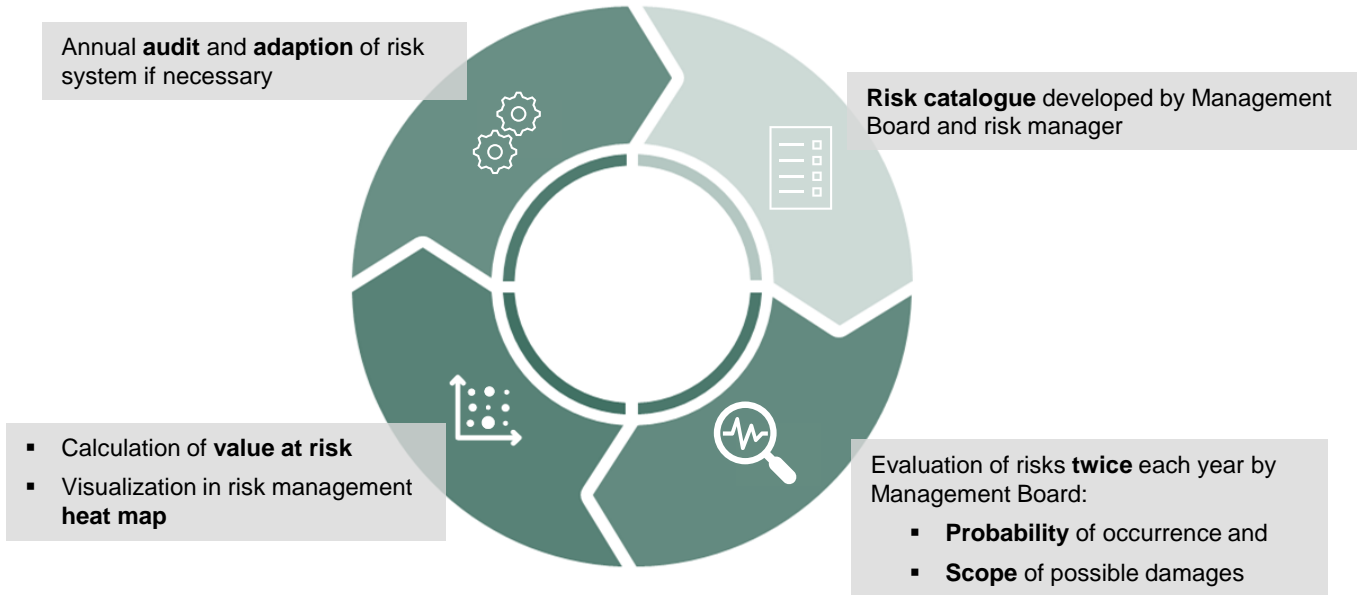 Annual audit and adaption of risk
system if necessary
Risk catalogue developed by Management
Board and risk manager
▪ Calculation of value at risk
▪ Visualization in risk management
heat map
Evaluation of risks twice each year by
Management Board:
▪ Probability of occurrence and
▪ Scope of possible damages